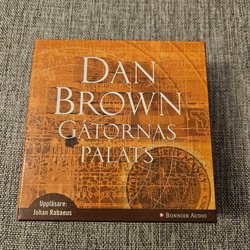 DAN
BROWN
GÅTORNAS
PALATS
Uppläsare:
Johan Rabaeus
BONNIER AUDIO